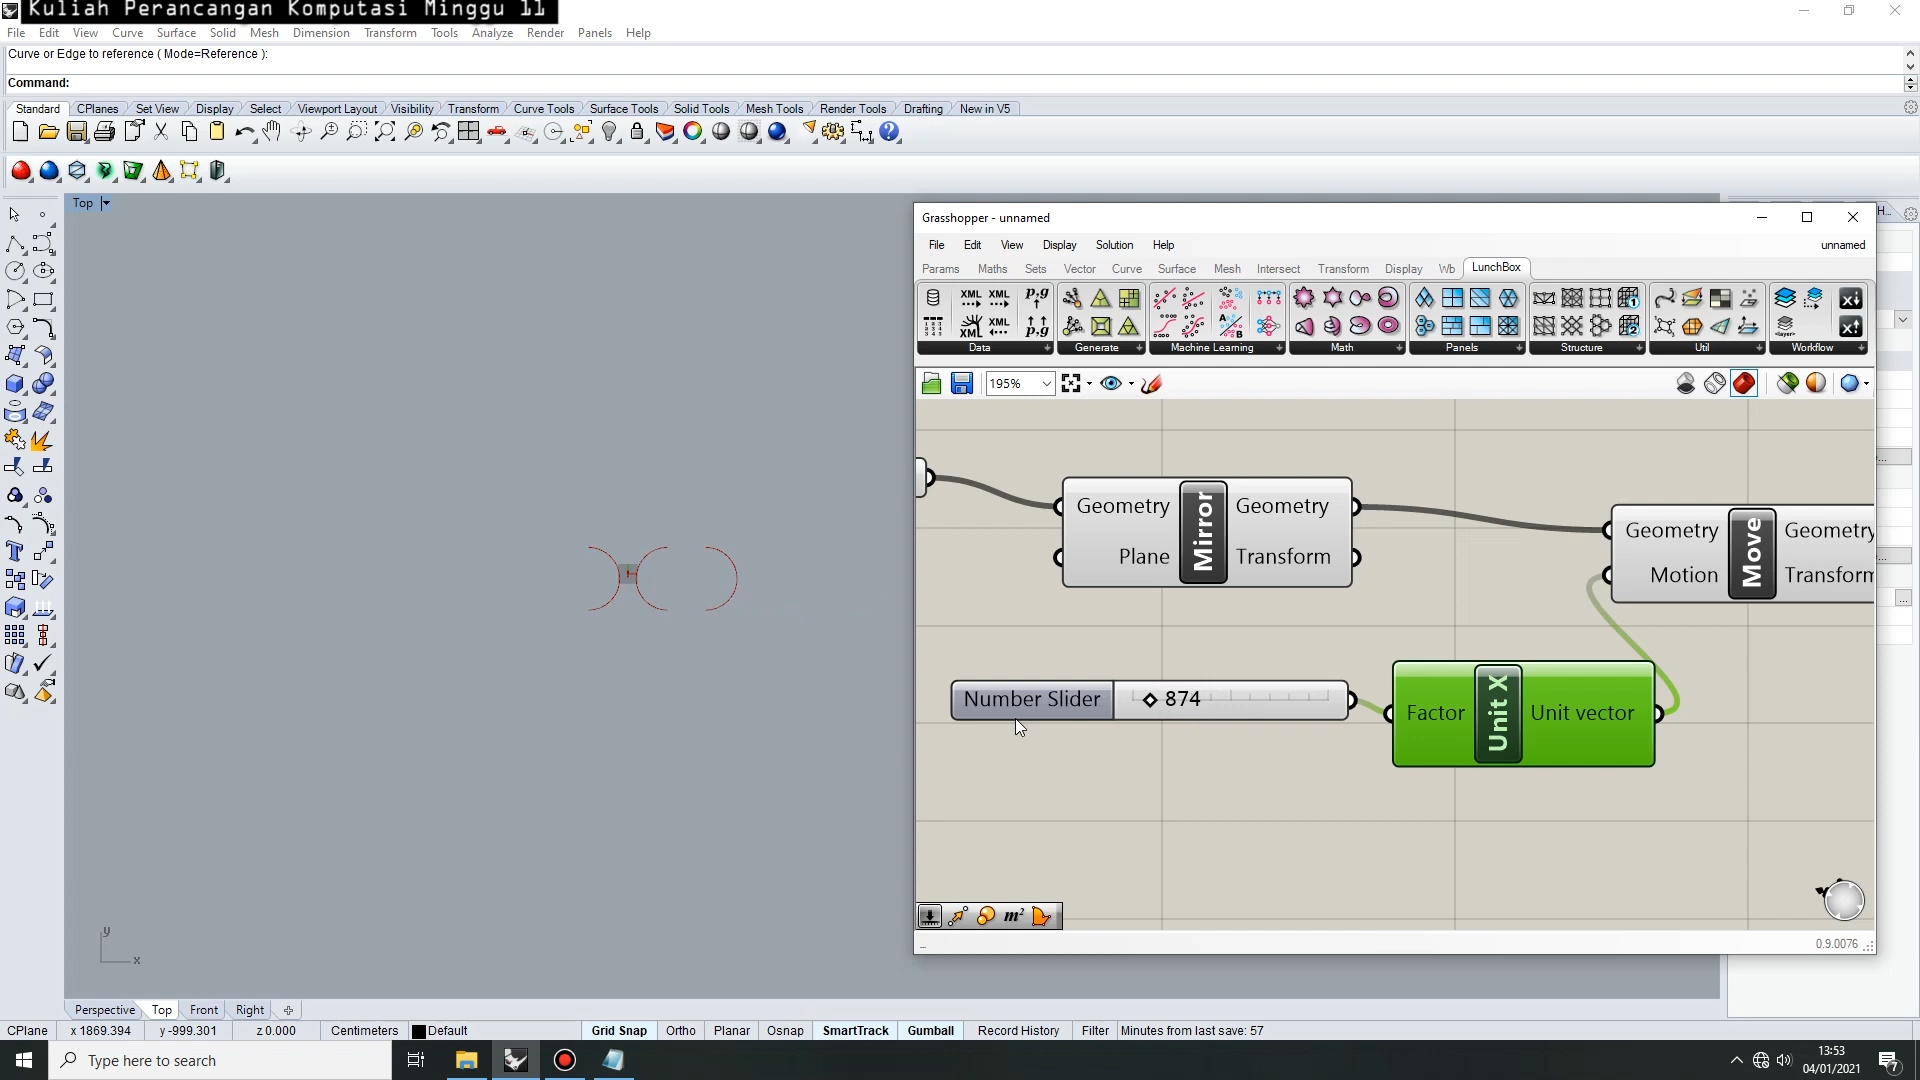 Kuliah Perancangan Komputasi Minggu 11
File Edit View Curve Surface Solid Mesh Dimension Transform Tools Analyze Render Panels Help
Curve or Edge to reference ( Mode=Reference ):
Command:
Standard CPlanes Set View Display Select Viewport Layout Visibility Transform Curve Tools Surface Tools Solid Tools Mesh Tools Render Tools Drafting New in V5
Top
H...
Grasshopper - unnamed
File Edit View Display Solution Help unnamed
Params Maths Sets Vector Curve Surface Mesh Intersect Transform Display Wb LunchBox
XML XML p,g
XML p,g
Data Generate Machine Learning Math Panels Structure Util Workflow
195%
Geometry Mirror Geometry
Plane Transform
Geometry Move Geometry
Motion Transform
Number Slider 874
Factor Unit X Unit vector
m²
0.9.0076
y
x
Perspective Top Front Right
CPlane x 1869.394 y -999.301 z 0.000 Centimeters Default Grid Snap Ortho Planar Osnap SmartTrack Gumball Record History Filter Minutes from last save: 57
Type here to search
13:53
04/01/2021
7